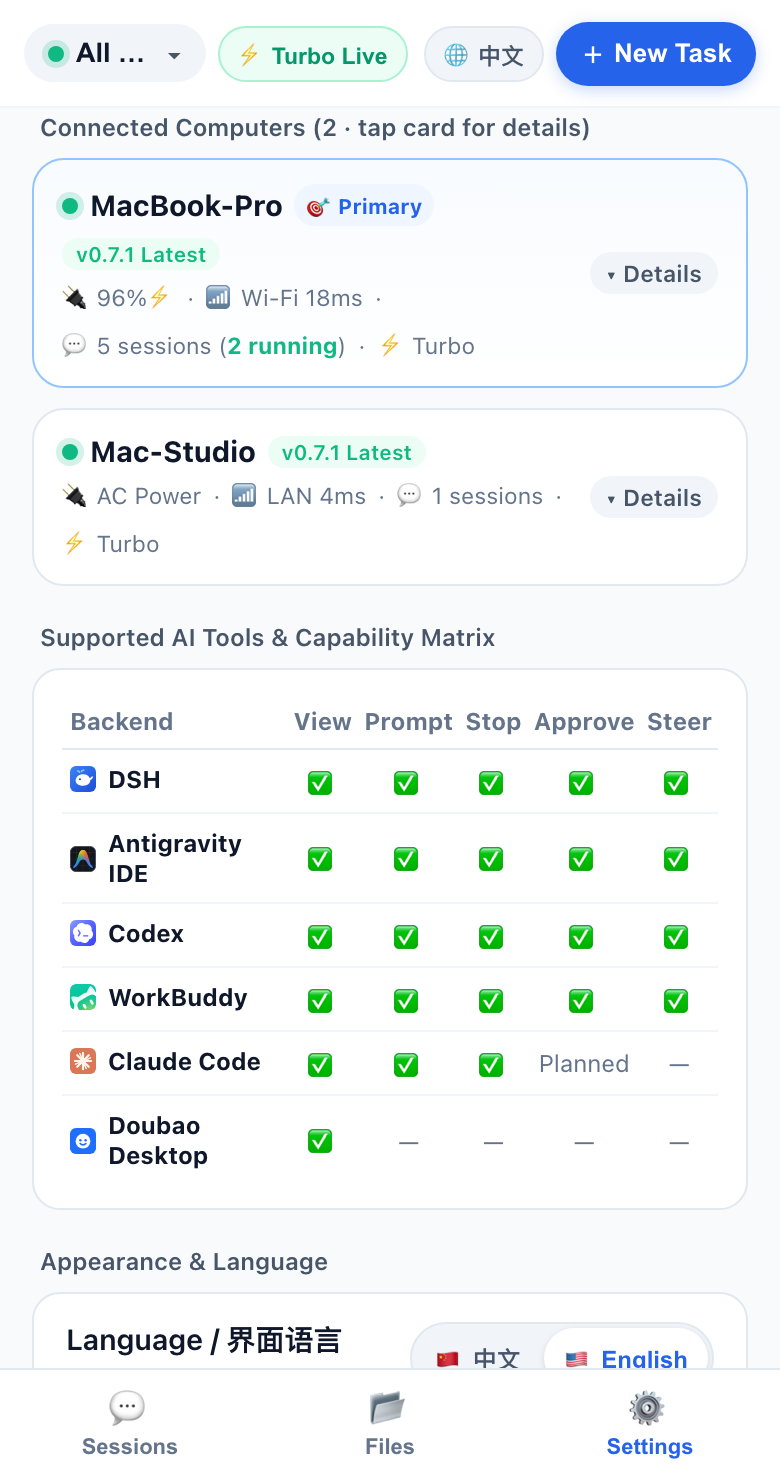 All ...
Turbo Live
中文
+ New Task
Connected Computers (2 · tap card for details)
MacBook-Pro
Primary
v0.7.1 Latest
96% · Wi-Fi 18ms ·
▾ Details
5 sessions (2 running) · Turbo
Mac-Studio
v0.7.1 Latest
AC Power · LAN 4ms · 1 sessions ·
▾ Details
Turbo
Supported AI Tools & Capability Matrix
Backend View Prompt Stop Approve Steer
DSH ✅ ✅ ✅ ✅ ✅
Antigravity
IDE ✅ ✅ ✅ ✅ ✅
Codex ✅ ✅ ✅ ✅ ✅
WorkBuddy ✅ ✅ ✅ ✅ ✅
Claude Code ✅ ✅ ✅ Planned —
Doubao
Desktop ✅ — — — —
Appearance & Language
Language / 界面语言
中文 English
Sessions Files Settings